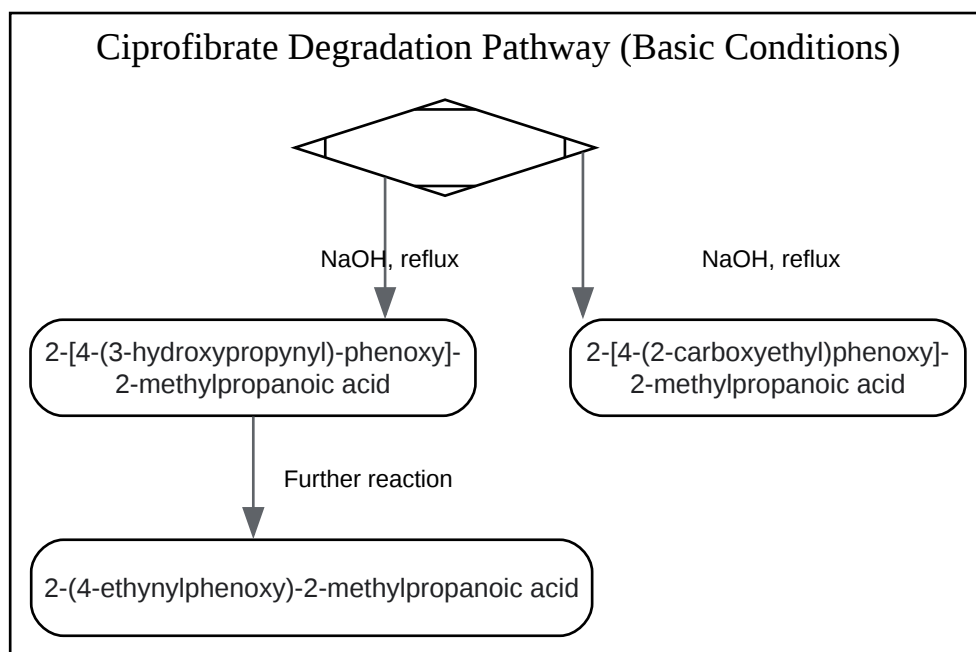 Ciprofibrate Degradation Pathway (Basic Conditions)
NaOH, reflux
NaOH, reflux
2-[4-(3-hydroxypropynyl)-phenoxy]-
2-methylpropanoic acid
2-[4-(2-carboxyethyl)phenoxy]-
2-methylpropanoic acid
Further reaction
2-(4-ethynylphenoxy)-2-methylpropanoic acid